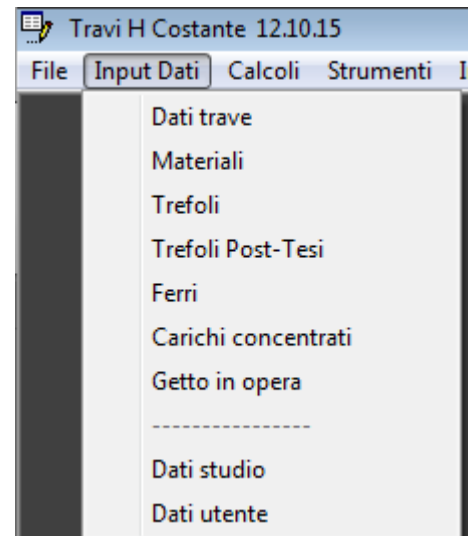 Travi H Costante 12.10.15
File Input Dati Calcoli Strumenti
Dati trave
Materiali
Trefoli
Trefoli Post-Tesi
Ferri
Carichi concentrati
Getto in opera
----------------
Dati studio
Dati utente